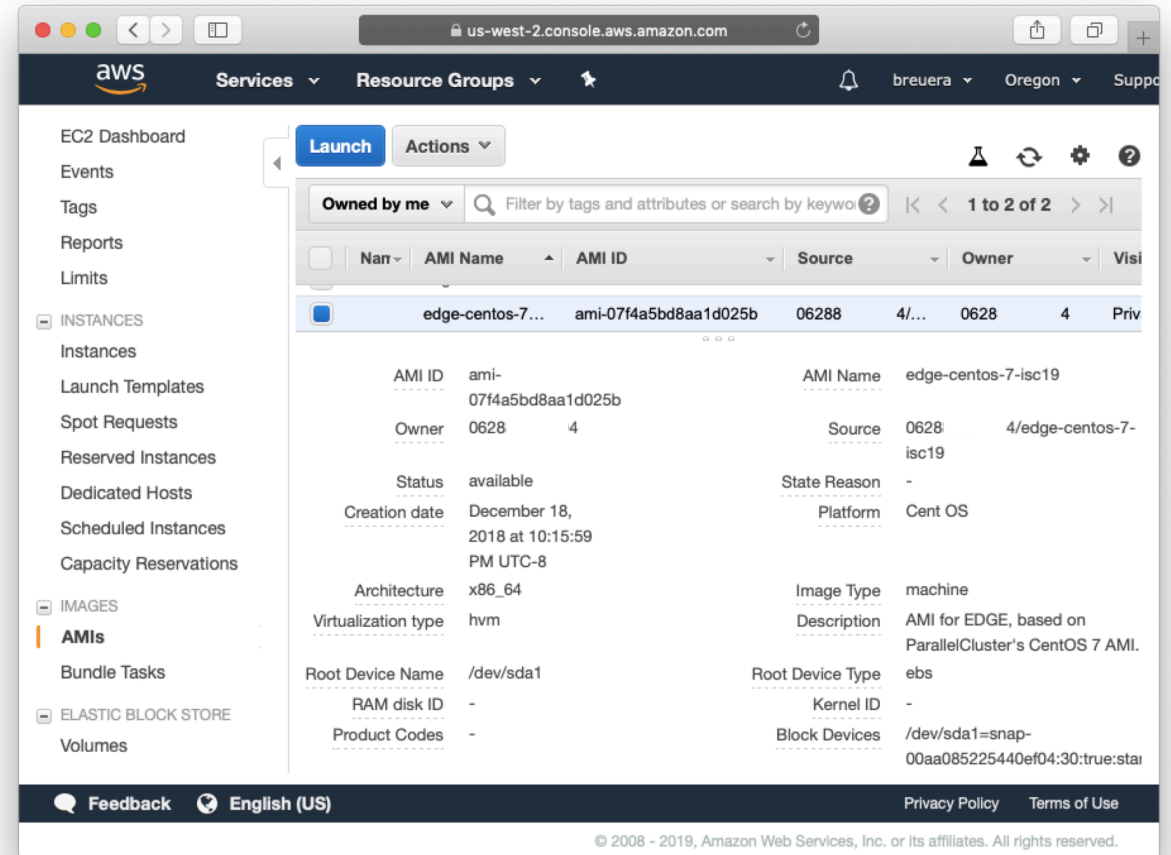 us-west-2.console.aws.amazon.com
aws Services Resource Groups breuera Oregon Suppo
EC2 Dashboard
Events
Tags
Reports
Limits
INSTANCES
Instances
Launch Templates
Spot Requests
Reserved Instances
Dedicated Hosts
Scheduled Instances
Capacity Reservations
IMAGES
AMIs
Bundle Tasks
ELASTIC BLOCK STORE
Volumes
Launch Actions
Owned by me Filter by tags and attributes or search by keywo 1 to 2 of 2
Nam AMI Name AMI ID Source Owner Visi
edge-centos-7... ami-07f4a5bd8aa1d025b 06288 4/... 0628 4 Priv
AMI ID ami-
07f4a5bd8aa1d025b
AMI Name edge-centos-7-isc19
Owner 0628 4
Source 0628 4/edge-centos-7-
isc19
Status available
State Reason -
Creation date December 18,
2018 at 10:15:59
PM UTC-8
Platform Cent OS
Architecture x86_64
Image Type machine
Virtualization type hvm
Description AMI for EDGE, based on
ParallelCluster's CentOS 7 AMI.
Root Device Name /dev/sda1
Root Device Type ebs
RAM disk ID -
Kernel ID -
Product Codes -
Block Devices /dev/sda1=snap-
00aa085225440ef04:30:true:star
Feedback English (US) Privacy Policy Terms of Use
© 2008 - 2019, Amazon Web Services, Inc. or its affiliates. All rights reserved.